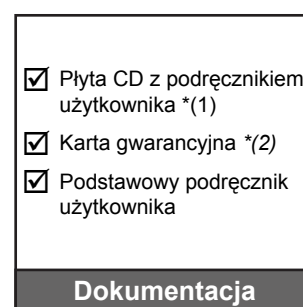 Płyta CD z podręcznikiem
użytkownika *(1)
Karta gwarancyjna *(2)
Podstawowy podręcznik
użytkownika
Dokumentacja